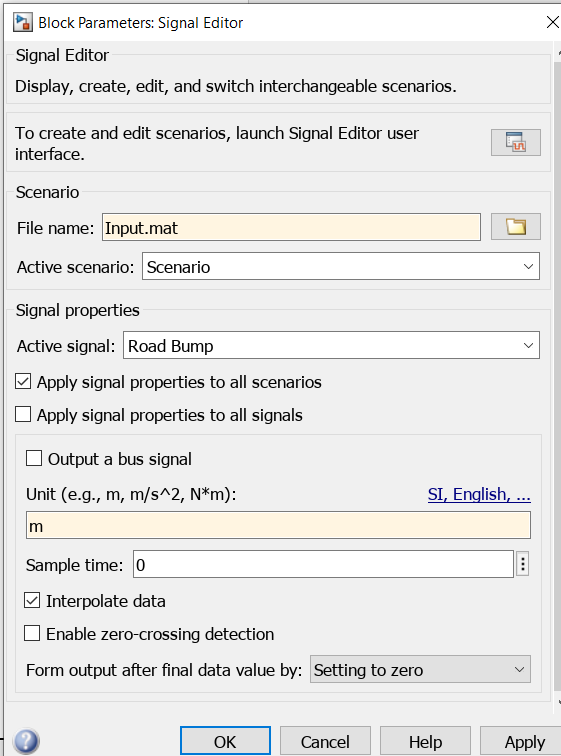 Block Parameters: Signal Editor
Signal Editor
Display, create, edit, and switch interchangeable scenarios.
To create and edit scenarios, launch Signal Editor user
interface.
Scenario
File name: Input.mat
Active scenario: Scenario
Signal properties
Active signal: Road Bump
Apply signal properties to all scenarios
Apply signal properties to all signals
Output a bus signal
Unit (e.g., m, m/s^2, N*m): SI, English, ...
m
Sample time: 0
Interpolate data
Enable zero-crossing detection
Form output after final data value by: Setting to zero
OK Cancel Help Apply